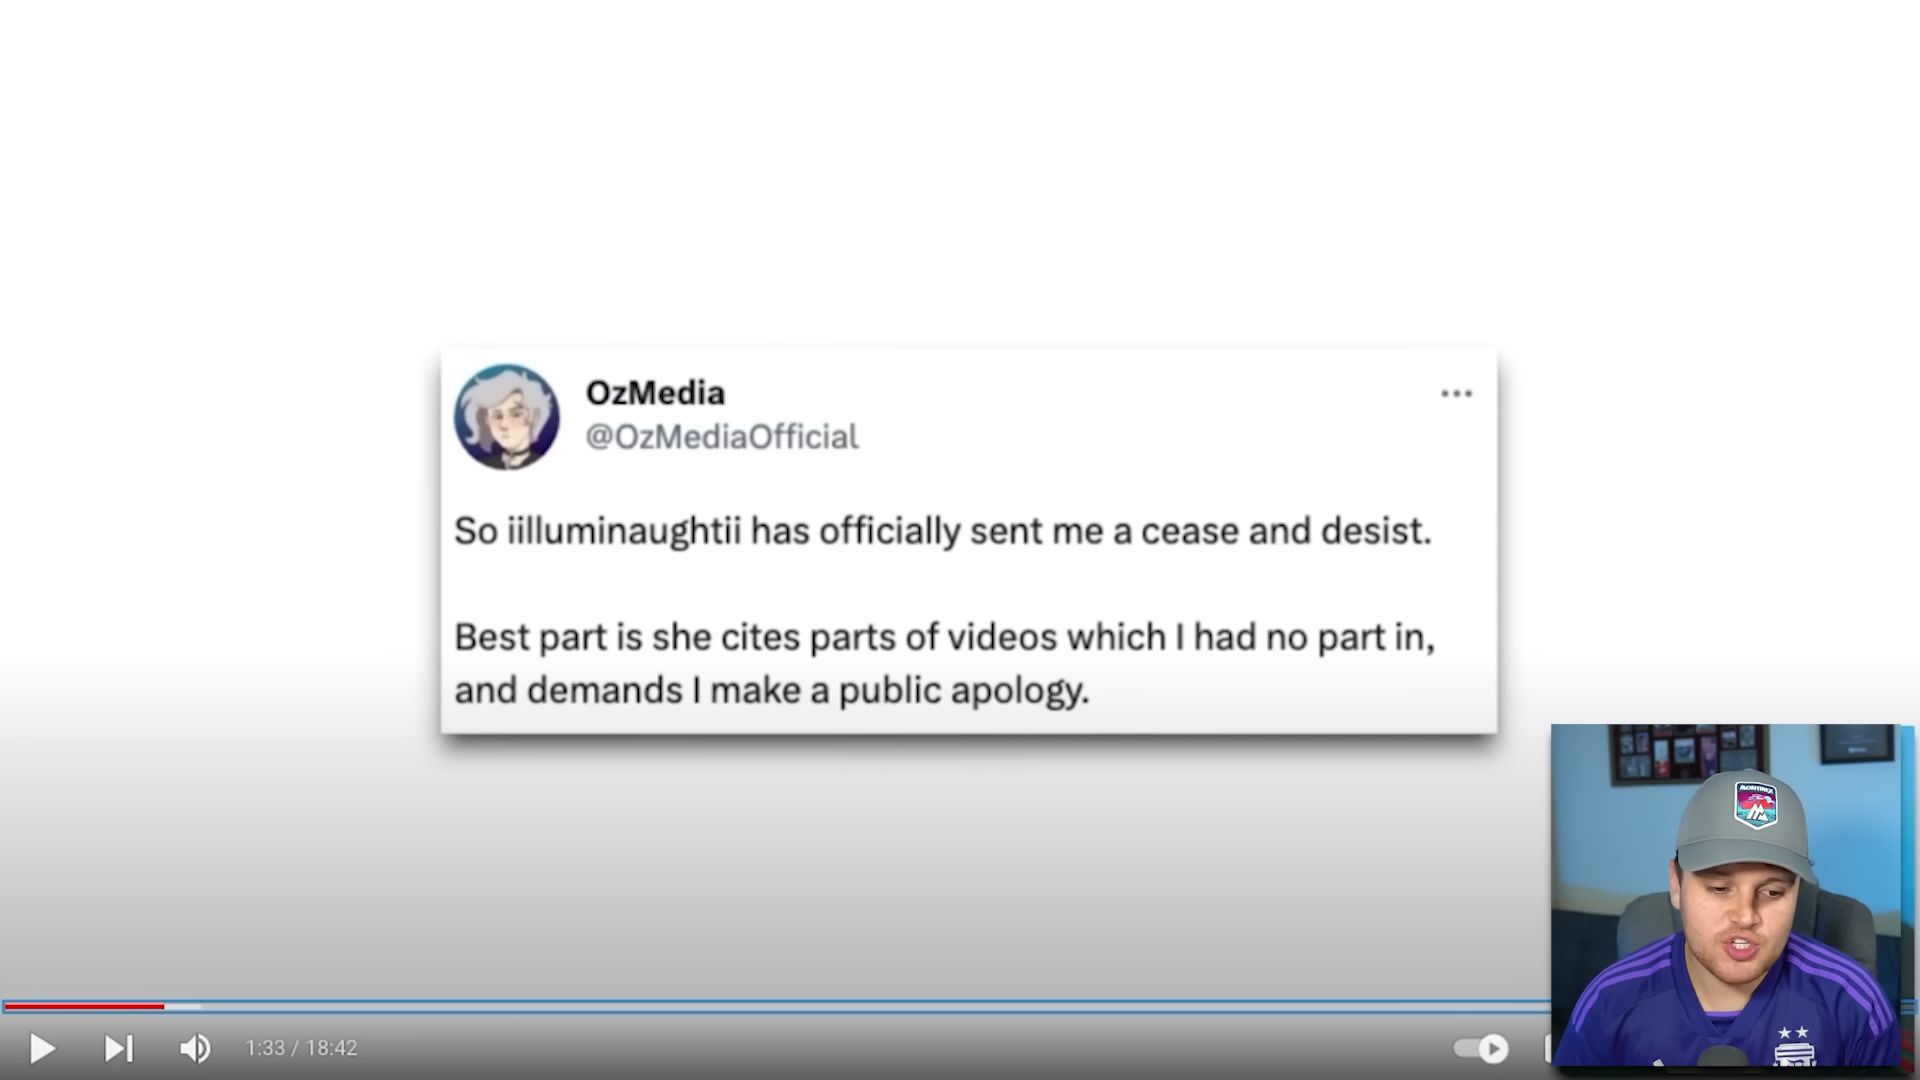 OzMedia
@OzMediaOfficial
So iilluminaughtii has officially sent me a cease and desist.
Best part is she cites parts of videos which I had no part in,
and demands I make a public apology.
MONTIREX
1:33 / 18:42